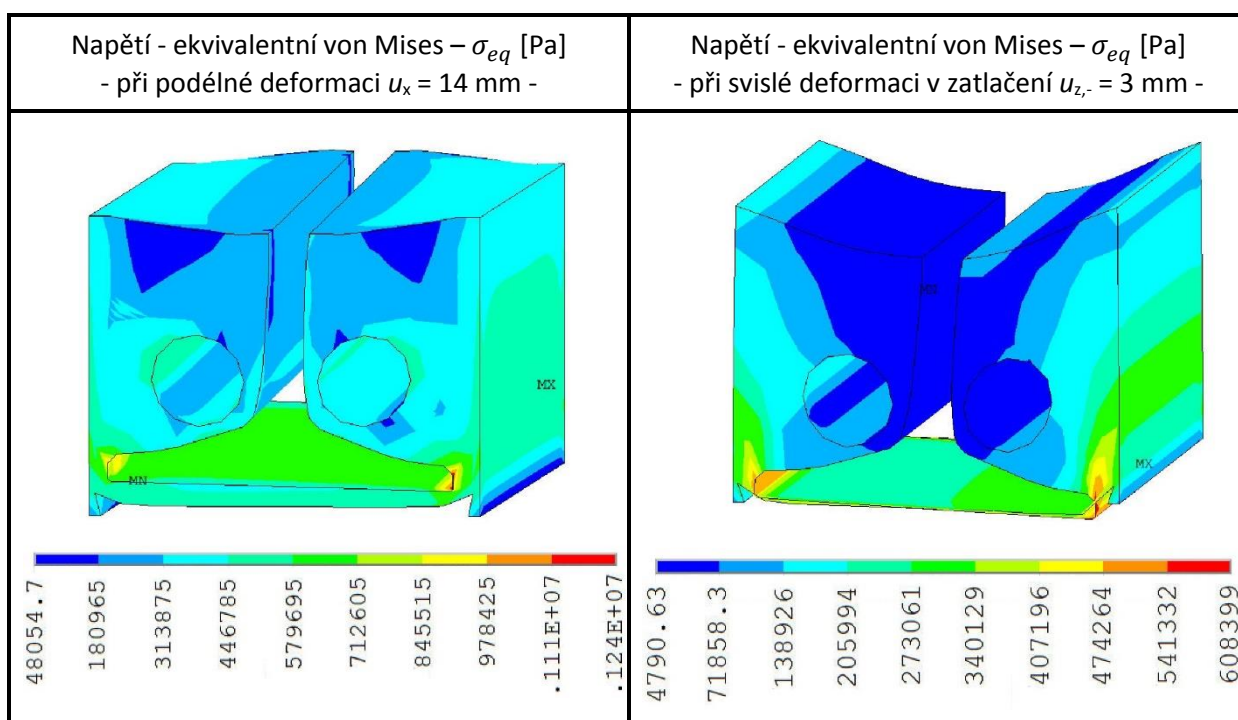 Napětí - ekvivalentní von Mises – σeq [Pa]
- při podélné deformaci ux = 14 mm -
Napětí - ekvivalentní von Mises – σeq [Pa]
- při svislé deformaci v zatlačení uz,- = 3 mm -
MX
MN
MN
MX
48054.7
180965
313875
446785
579695
712605
845515
978425
.111E+07
.124E+07
4790.63
71858.3
138926
205994
273061
340129
407196
474264
541332
608399